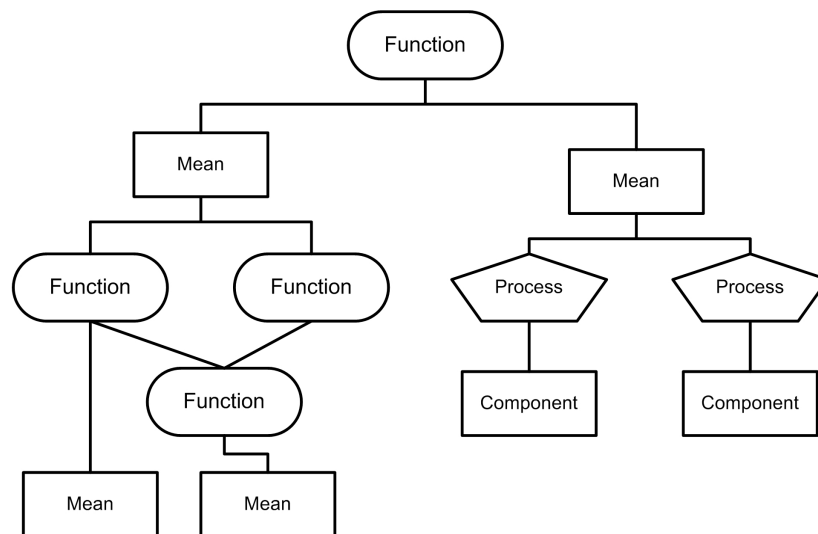 Function
Mean
Mean
Function
Function
Process
Process
Function
Component
Component
Mean
Mean